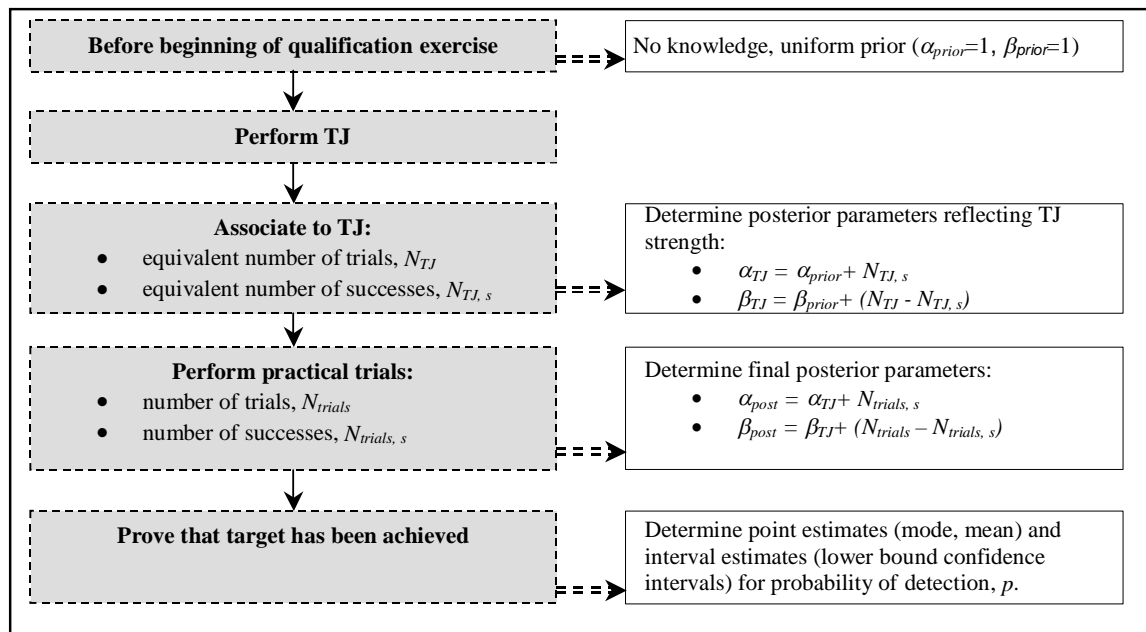 Before beginning of qualification exercise
No knowledge, uniform prior (αprior=1, βprior=1)
Perform TJ
Associate to TJ:
• equivalent number of trials, NTJ
• equivalent number of successes, NTJ, s
Determine posterior parameters reflecting TJ
strength:
• αTJ = αprior+ NTJ, s
• βTJ = βprior+ (NTJ - NTJ, s)
Perform practical trials:
• number of trials, Ntrials
• number of successes, Ntrials, s
Determine final posterior parameters:
• αpost = αTJ+ Ntrials, s
• βpost = βTJ+ (Ntrials – Ntrials, s)
Prove that target has been achieved
Determine point estimates (mode, mean) and
interval estimates (lower bound confidence
intervals) for probability of detection, p.